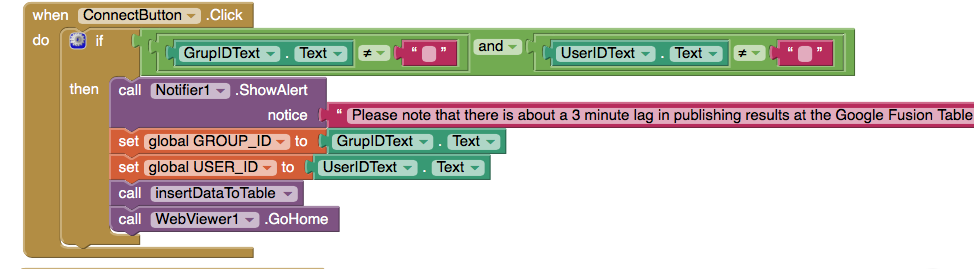 when ConnectButton .Click
do if GrupIDText . Text ≠ " " and UserIDText . Text ≠ " "
then call Notifier1 .ShowAlert
notice " Please note that there is about a 3 minute lag in publishing results at the Google Fusion Table
set global GROUP_ID to GrupIDText . Text
set global USER_ID to UserIDText . Text
call insertDataToTable
call WebViewer1 .GoHome